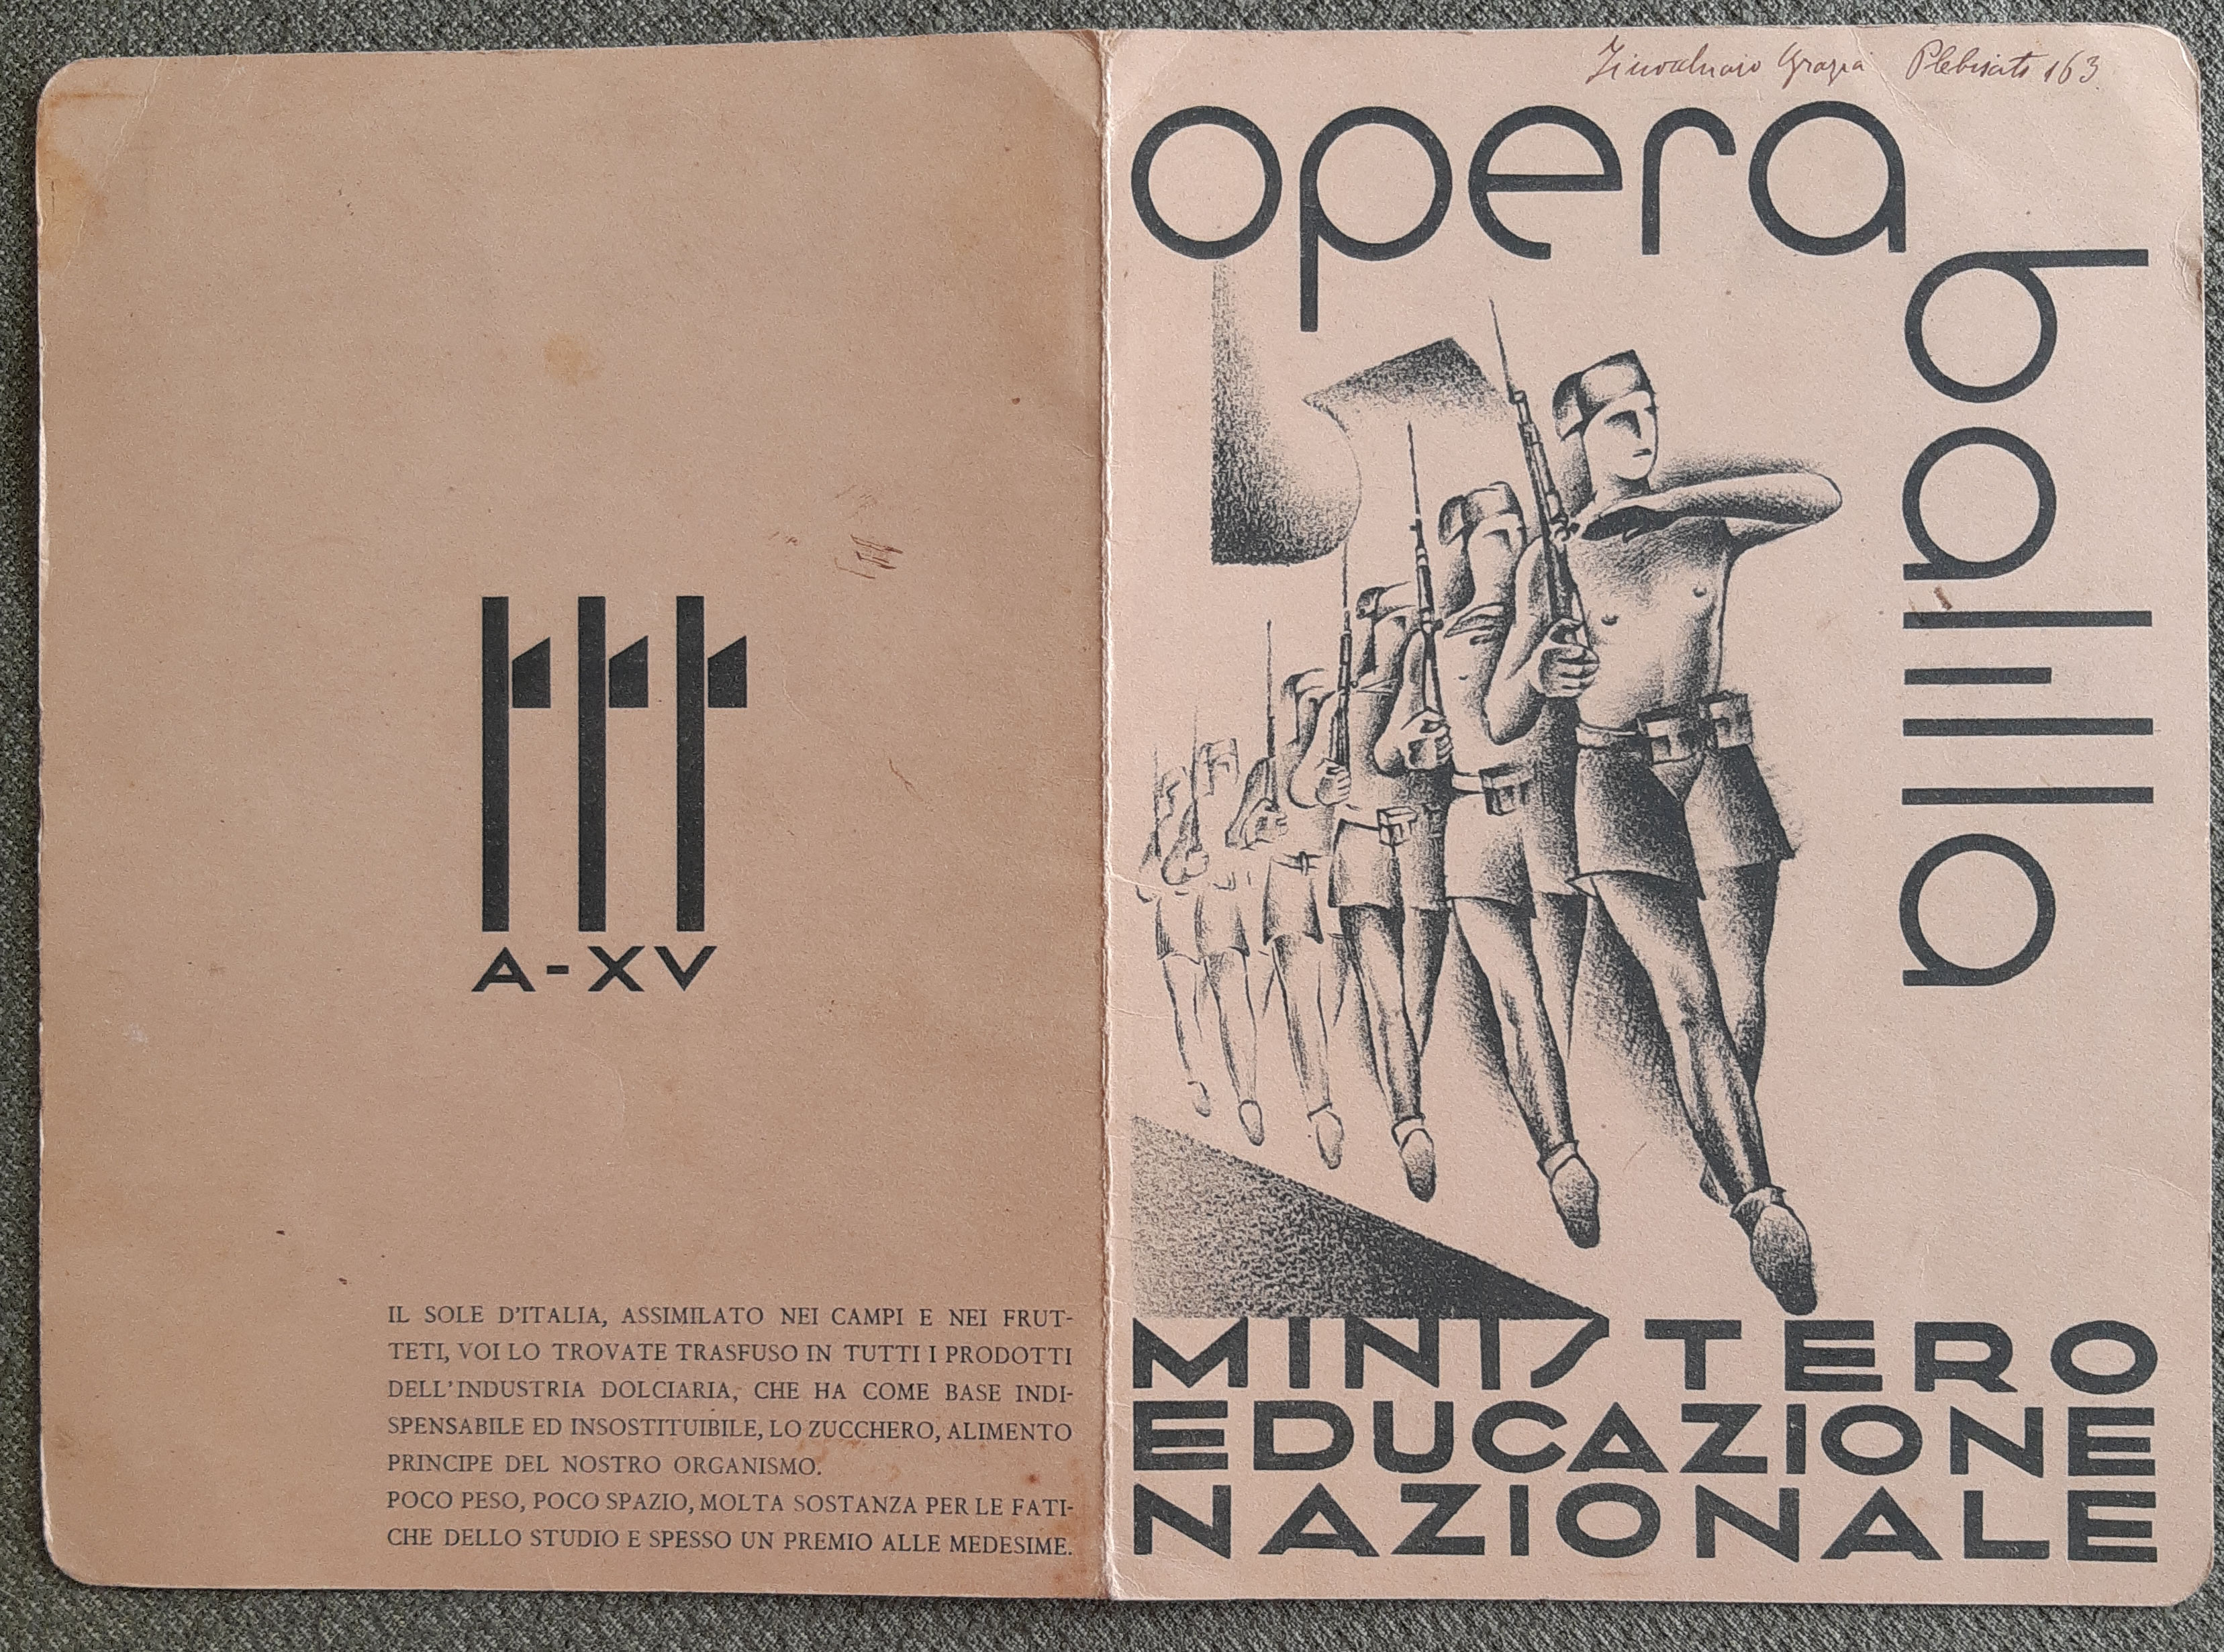 A-XV
IL SOLE D'ITALIA, ASSIMILATO NEI CAMPI E NEI FRUT-
TETI, VOI LO TROVATE TRASFUSO IN TUTTI I PRODOTTI
DELL'INDUSTRIA DOLCIARIA, CHE HA COME BASE INDI-
SPENSABILE ED INSOSTITUIBILE, LO ZUCCHERO, ALIMENTO
PRINCIPE DEL NOSTRO ORGANISMO.
POCO PESO, POCO SPAZIO, MOLTA SOSTANZA PER LE FATI-
CHE DELLO STUDIO E SPESSO UN PREMIO ALLE MEDESIME.
Grazia Plebiscito 163
opera
balilla
MINISTERO
EDUCAZIONE
NAZIONALE